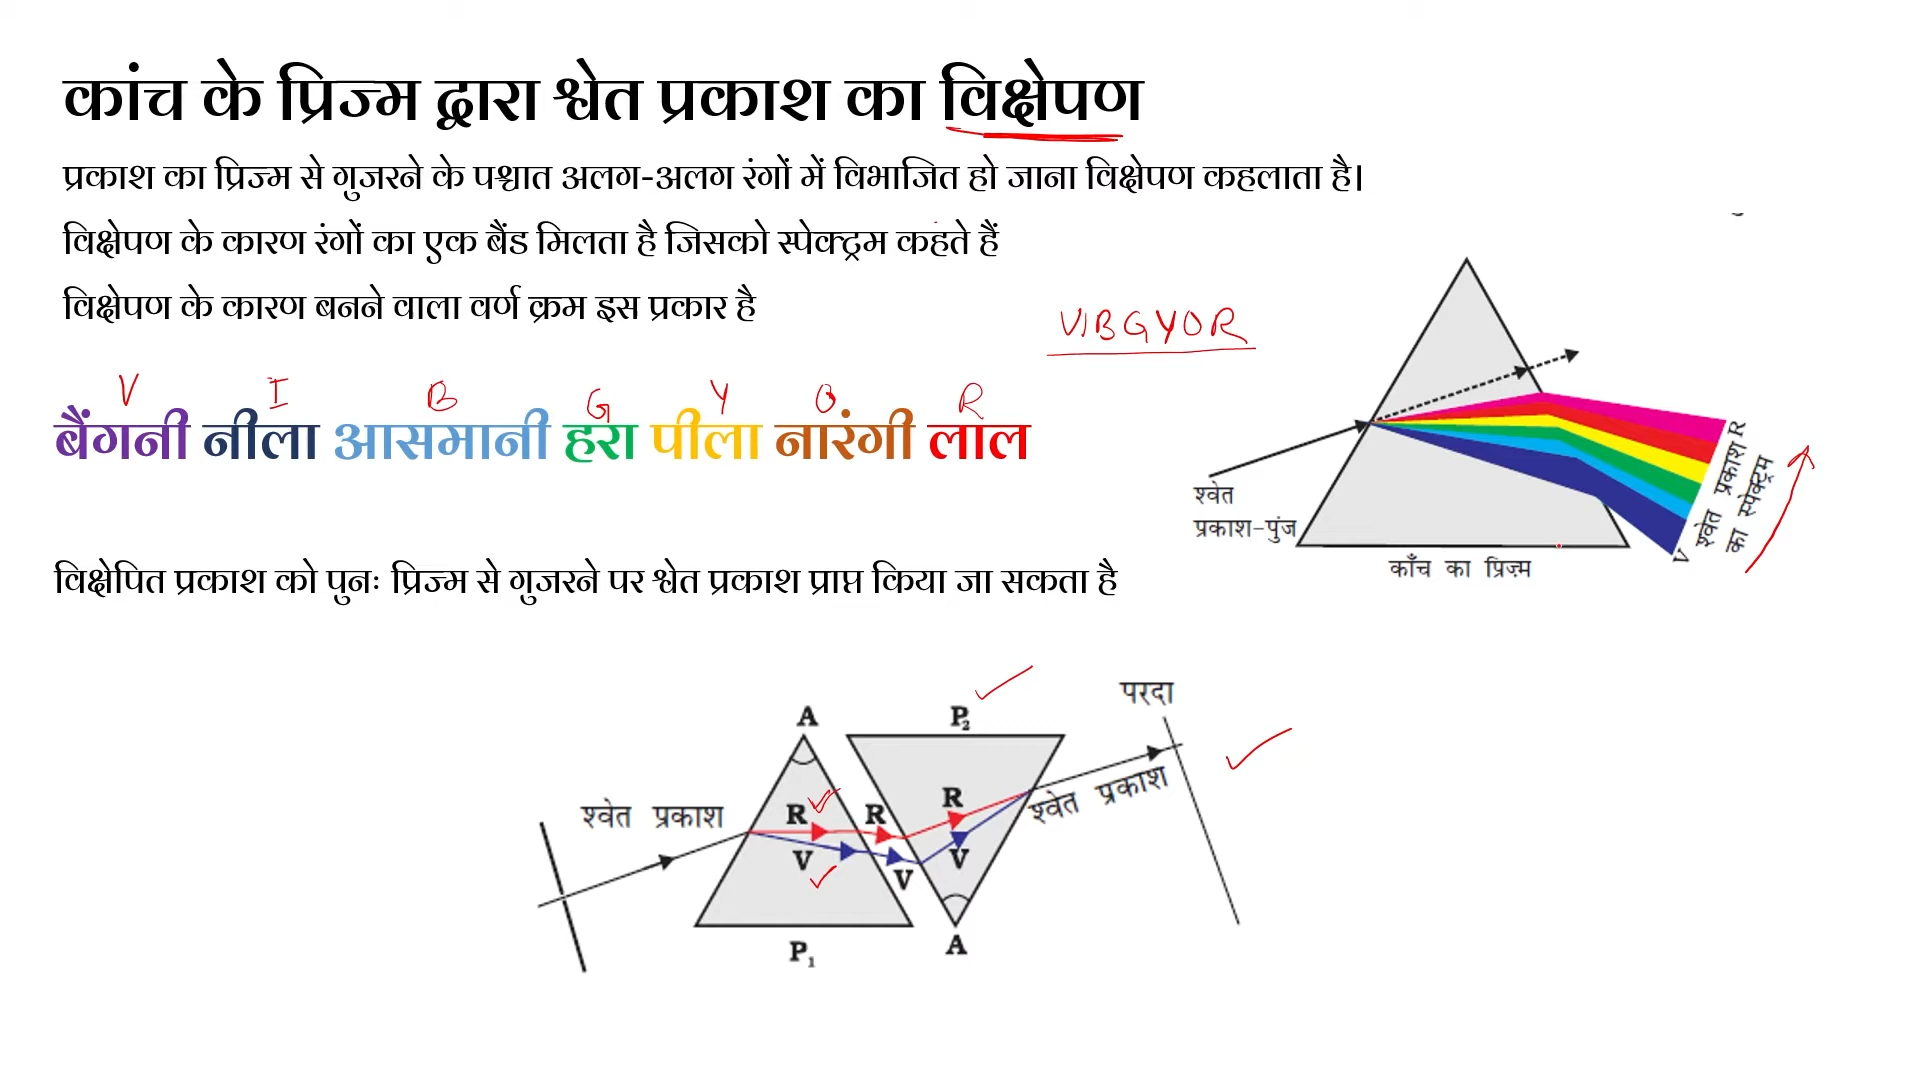 कांच के प्रिज्म द्वारा श्वेत प्रकाश का विक्षेपण
प्रकाश का प्रिज्म से गुजरने के पश्चात अलग-अलग रंगों में विभाजित हो जाना विक्षेपण कहलाता है।
विक्षेपण के कारण रंगों का एक बैंड मिलता है जिसको स्पेक्ट्रम कहते हैं
विक्षेपण के कारण बनने वाला वर्ण क्रम इस प्रकार है
VIBGYOR
V I B G Y O R
बैंगनी नीला आसमानी हरा पीला नारंगी लाल
श्वेत
प्रकाश-पुंज
R
श्वेत प्रकाश
का स्पेक्ट्रम
V
काँच का प्रिज़्म
विक्षेपित प्रकाश को पुनः प्रिज्म से गुजरने पर श्वेत प्रकाश प्राप्त किया जा सकता है
A
P2
परदा
श्वेत प्रकाश
R R R
V V V
श्वेत प्रकाश
P1
A